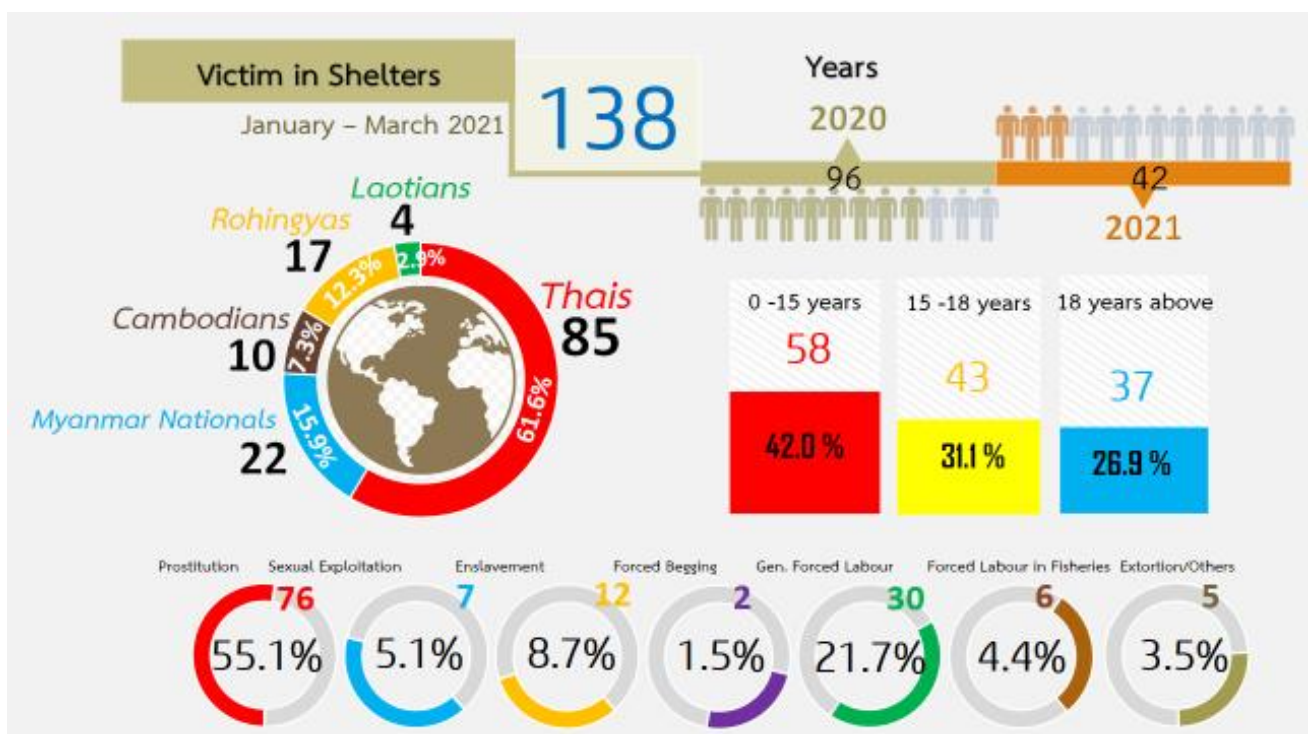 Victim in Shelters
January – March 2021
138
Years
2020
96
42
2021
Laotians
4
2.9%
Rohingyas
17
12.3%
Cambodians
10
7.3%
Myanmar Nationals
22
15.9%
Thais
85
61.6%
0 -15 years
58
42.0 %
15 -18 years
43
31.1 %
18 years above
37
26.9 %
Prostitution
76
55.1%
Sexual Exploitation
7
5.1%
Enslavement
12
8.7%
Forced Begging
2
1.5%
Gen. Forced Labour
30
21.7%
Forced Labour in Fisheries
6
4.4%
Extortion/Others
5
3.5%